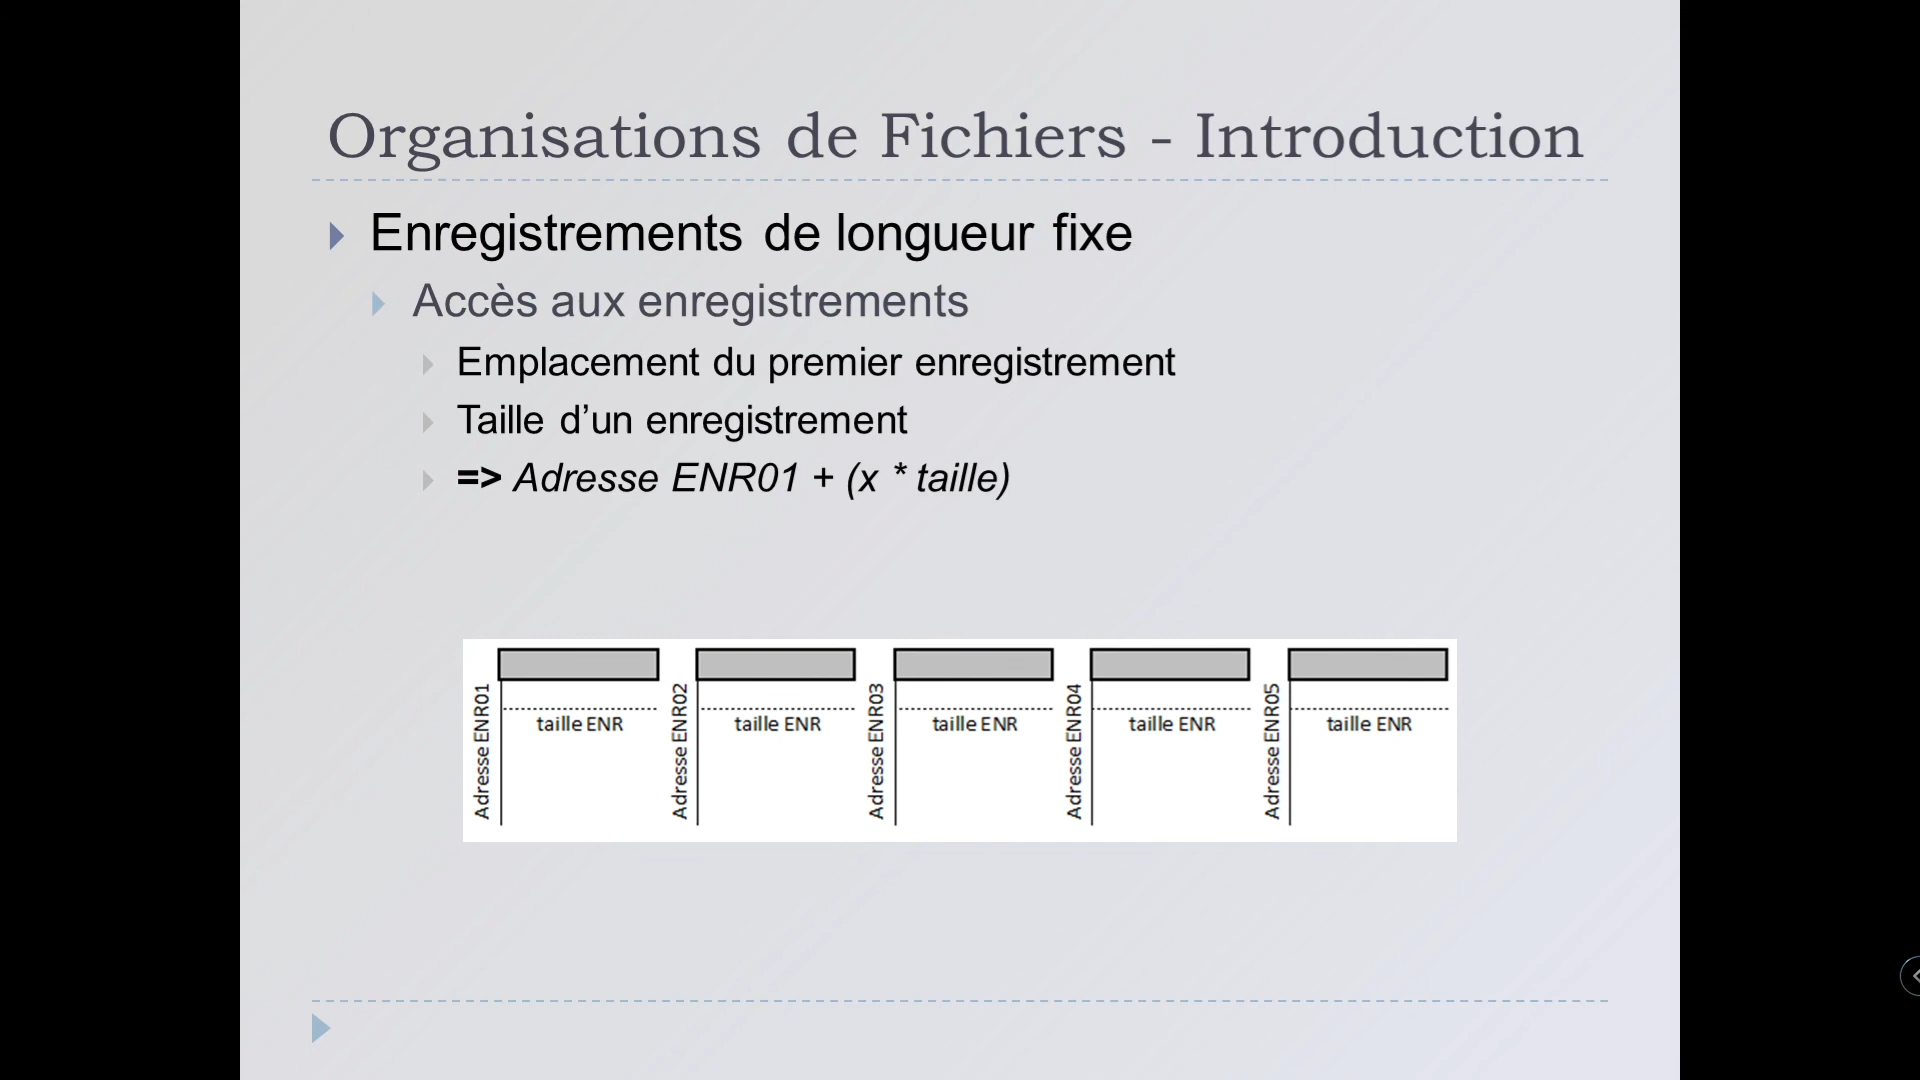 Organisations de Fichiers - Introduction
Enregistrements de longueur fixe
Accès aux enregistrements
Emplacement du premier enregistrement
Taille d’un enregistrement
=> Adresse ENR01 + (x * taille)
Adresse ENR01
taille ENR
Adresse ENR02
taille ENR
Adresse ENR03
taille ENR
Adresse ENR04
taille ENR
Adresse ENR05
taille ENR